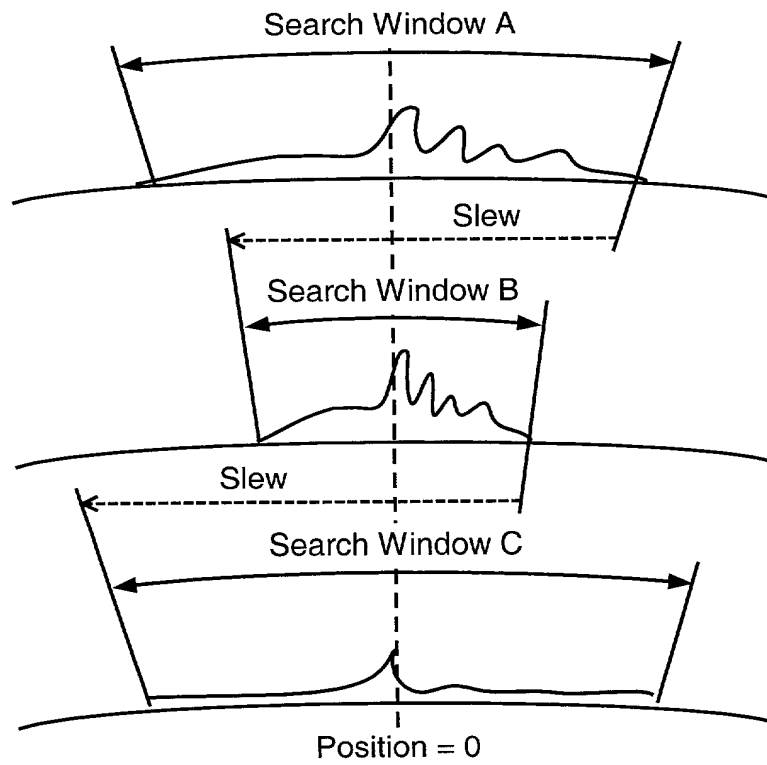 Search Window A
Slew
Search Window B
Slew
Search Window C
Position = 0